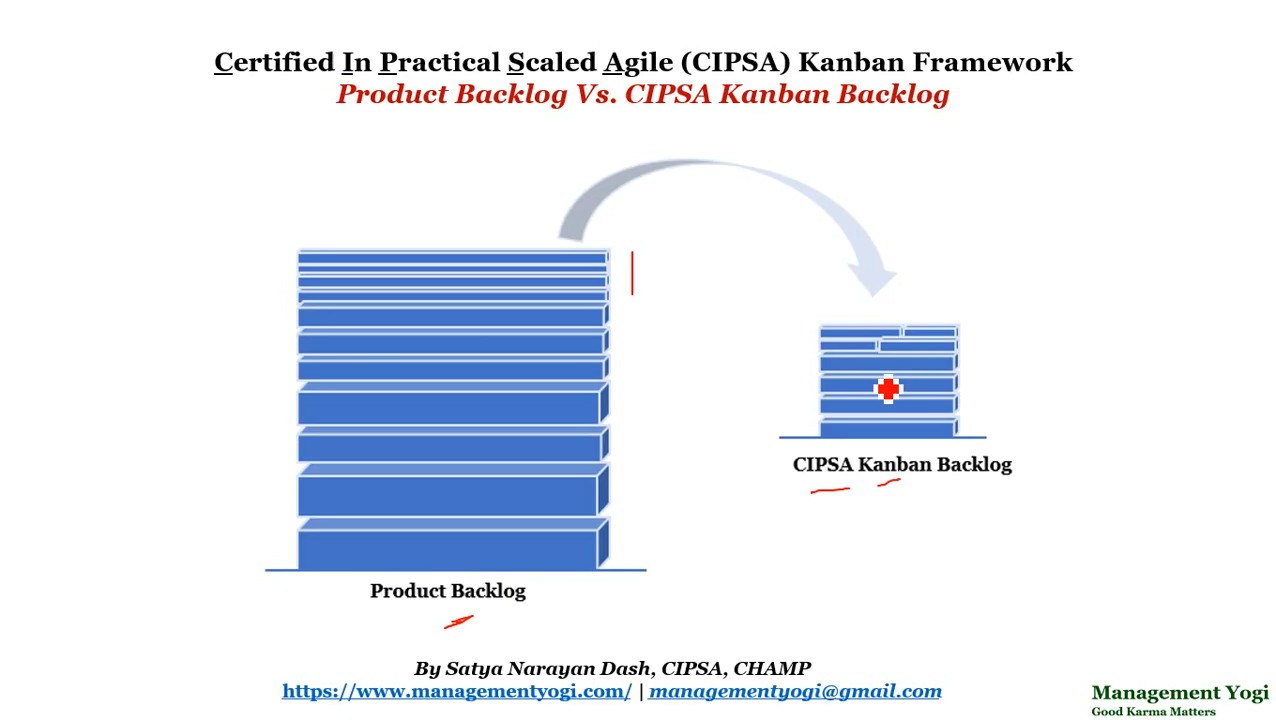 Certified In Practical Scaled Agile (CIPSA) Kanban Framework
Product Backlog Vs. CIPSA Kanban Backlog
CIPSA Kanban Backlog
Product Backlog
By Satya Narayan Dash, CIPSA, CHAMP
https://www.managementyogi.com/ | managementyogi@gmail.com
Management Yogi
Good Karma Matters